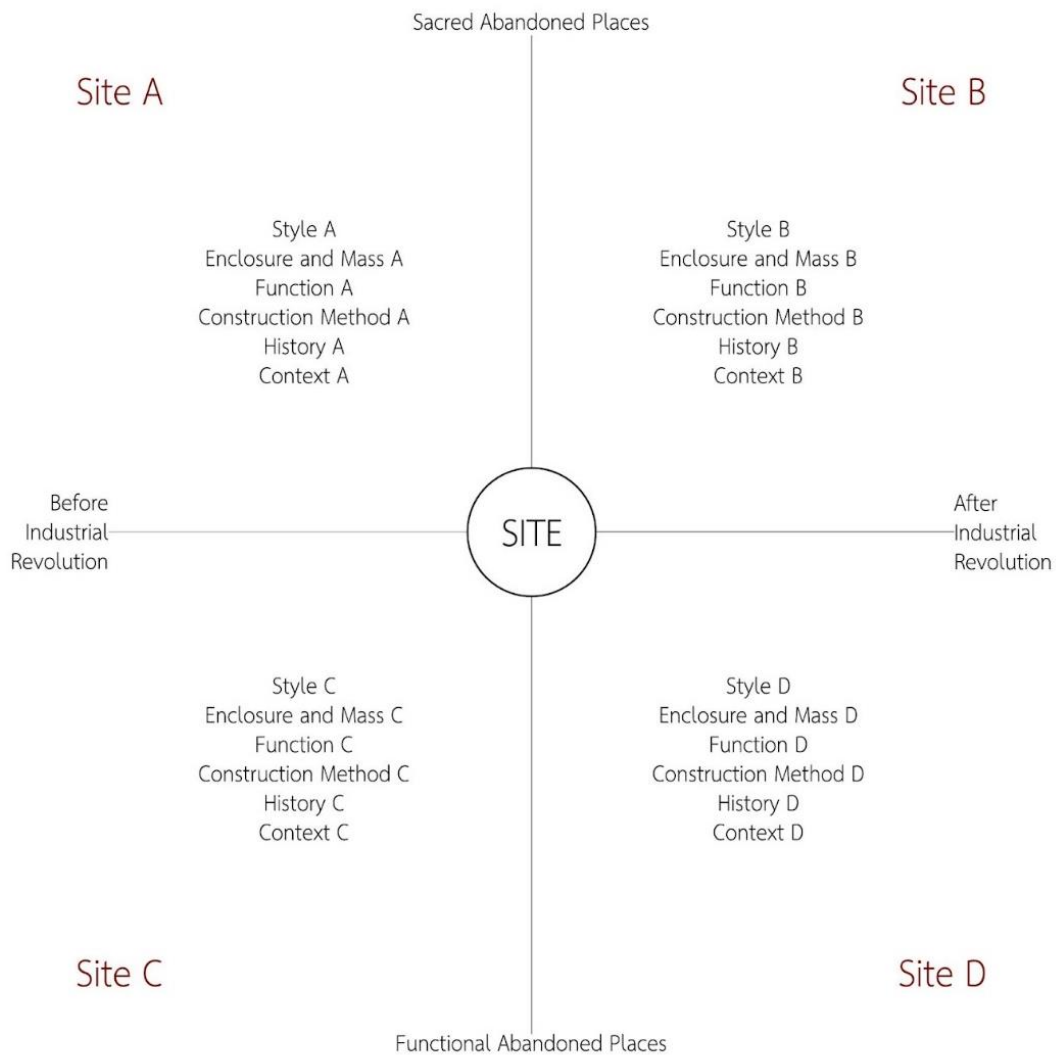 Sacred Abandoned Places
Site A
Site B
Style A
Enclosure and Mass A
Function A
Construction Method A
History A
Context A
Style B
Enclosure and Mass B
Function B
Construction Method B
History B
Context B
Before
Industrial
Revolution
SITE
After
Industrial
Revolution
Style C
Enclosure and Mass C
Function C
Construction Method C
History C
Context C
Style D
Enclosure and Mass D
Function D
Construction Method D
History D
Context D
Site C
Site D
Functional Abandoned Places